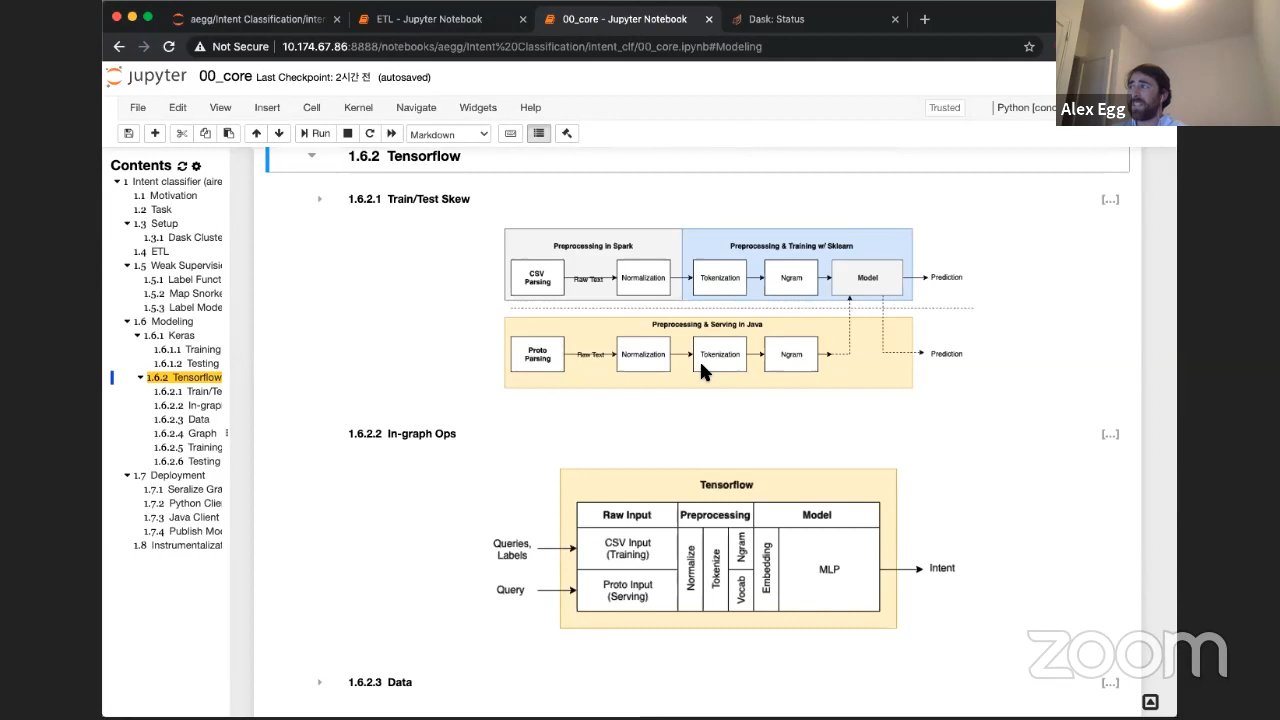 aegg/Intent Classification/inter
ETL - Jupyter Notebook
00_core - Jupyter Notebook
Dask: Status
Not Secure
10.174.67.86:8888/notebooks/aegg/Intent%20Classification/intent_clf/00_core.ipynb#Modeling
Alex Egg
jupyter
00_core Last Checkpoint: 2시간 전 (autosaved)
File Edit View Insert Cell Kernel Navigate Widgets Help
Trusted
Python [cond
Run
Markdown
Contents
1 Intent classifier (aire
1.1 Motivation
1.2 Task
1.3 Setup
1.3.1 Dask Cluste
1.4 ETL
1.5 Weak Supervisio
1.5.1 Label Funct
1.5.2 Map Snorke
1.5.3 Label Mode
1.6 Modeling
1.6.1 Keras
1.6.1.1 Training
1.6.1.2 Testing
1.6.2 Tensorflow
1.6.2.1 Train/Te
1.6.2.2 In-grap
1.6.2.3 Data
1.6.2.4 Graph
1.6.2.5 Training
1.6.2.6 Testing
1.7 Deployment
1.7.1 Seralize Gra
1.7.2 Python Clie
1.7.3 Java Client
1.7.4 Publish Mod
1.8 Instrumentalizat
1.6.2 Tensorflow
1.6.2.1 Train/Test Skew
[...]
Preprocessing in Spark
Preprocessing & Training w/ Sklearn
CSV Parsing
Raw Text
Normalization
Tokenization
Ngram
Model
Prediction
Preprocessing & Serving in Java
Proto Parsing
Raw Text
Normalization
Tokenization
Ngram
Prediction
1.6.2.2 In-graph Ops
[...]
Tensorflow
Raw Input
Preprocessing
Model
Queries, Labels
CSV Input (Training)
Query
Proto Input (Serving)
Normalize
Tokenize
Ngram
Vocab
Embedding
MLP
Intent
1.6.2.3 Data
[...]
zoom